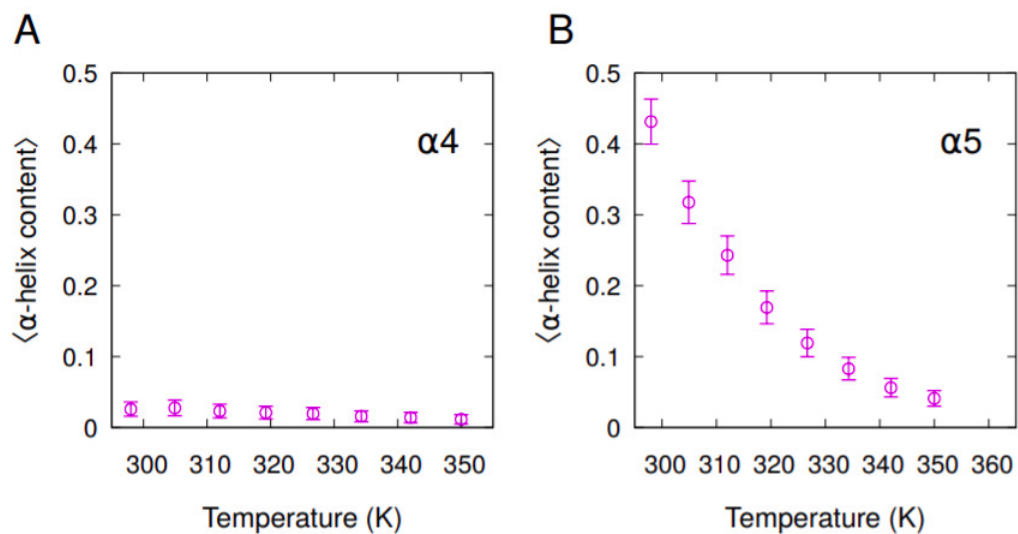 A
0.5
0.4
0.3
0.2
0.1
0
⟨α-helix content⟩
α4
300 310 320 330 340 350
Temperature (K)
B
0.5
0.4
0.3
0.2
0.1
0
⟨α-helix content⟩
α5
300 310 320 330 340 350 360
Temperature (K)